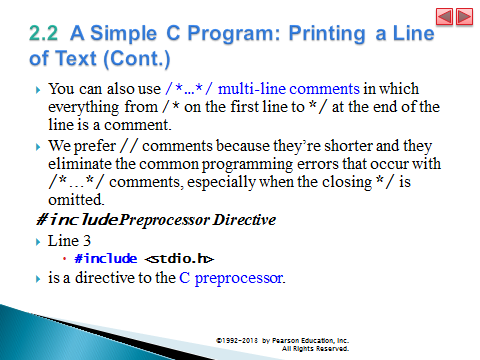 2.2 A Simple C Program: Printing a Line
of Text (Cont.)
You can also use /*…*/ multi-line comments in which
everything from /* on the first line to */ at the end of the
line is a comment.
We prefer // comments because they’re shorter and they
eliminate the common programming errors that occur with
/*…*/ comments, especially when the closing */ is
omitted.
#include Preprocessor Directive
Line 3
#include <stdio.h>
is a directive to the C preprocessor.
©1992-2013 by Pearson Education, Inc.
All Rights Reserved.